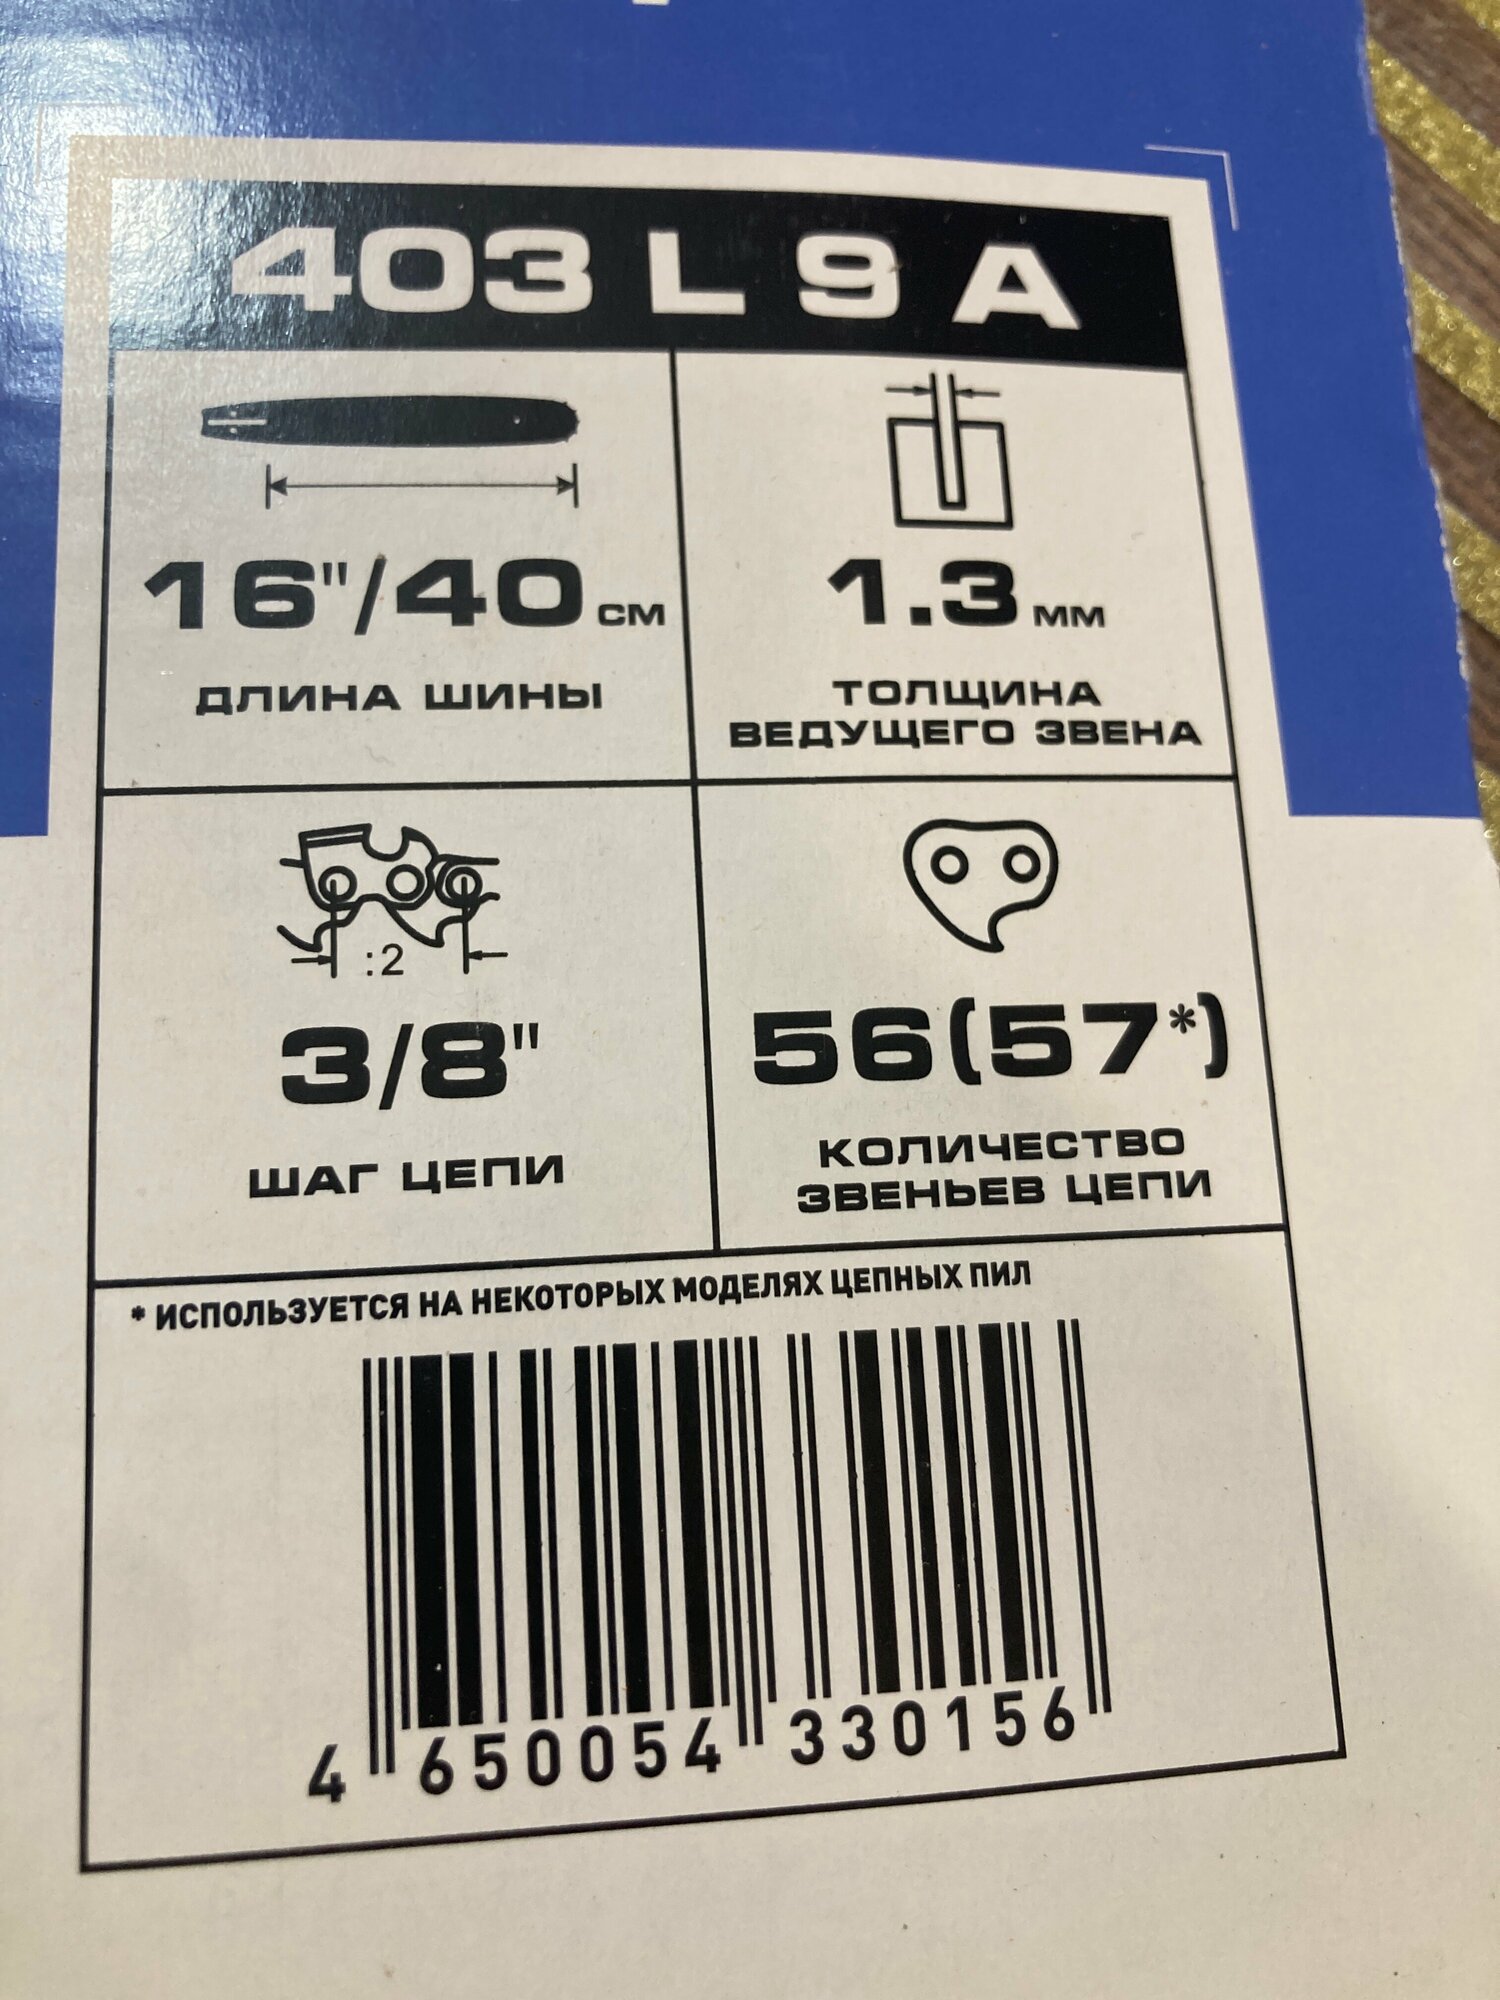 403 L 9 A
16"/40 см
ДЛИНА ШИНЫ
1.3 мм
ТОЛЩИНА
ВЕДУЩЕГО ЗВЕНА
:2
3/8"
ШАГ ЦЕПИ
56(57*)
КОЛИЧЕСТВО
ЗВЕНЬЕВ ЦЕПИ
* ИСПОЛЬЗУЕТСЯ НА НЕКОТОРЫХ МОДЕЛЯХ ЦЕПНЫХ ПИЛ
4 650054 330156